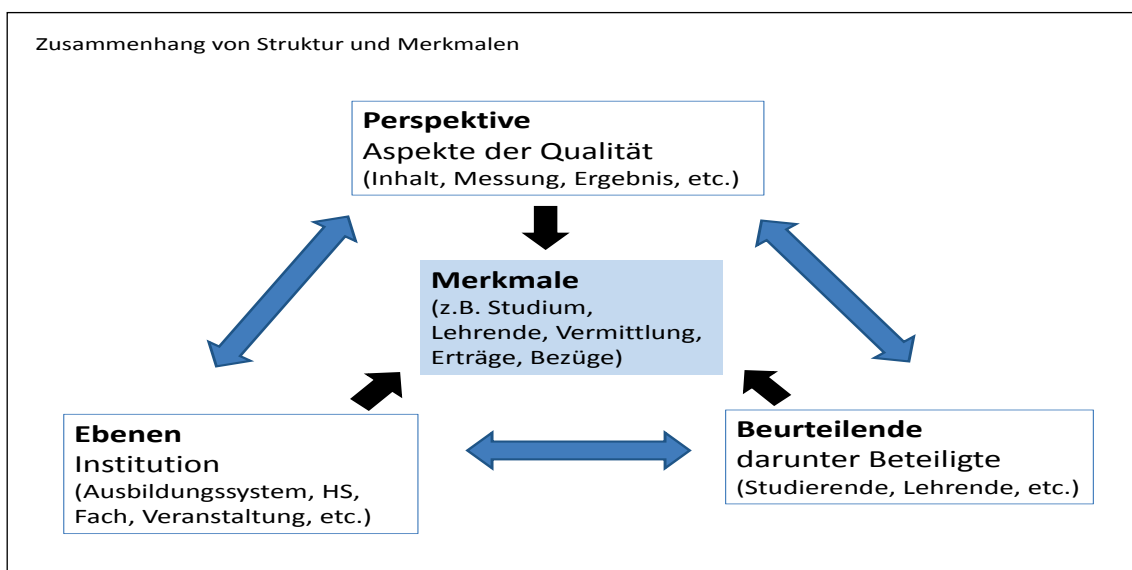 Zusammenhang von Struktur und Merkmalen
Perspektive
Aspekte der Qualität
(Inhalt, Messung, Ergebnis, etc.)
Merkmale
(z.B. Studium,
Lehrende, Vermittlung,
Erträge, Bezüge)
Ebenen
Institution
(Ausbildungssystem, HS,
Fach, Veranstaltung, etc.)
Beurteilende
darunter Beteiligte
(Studierende, Lehrende, etc.)